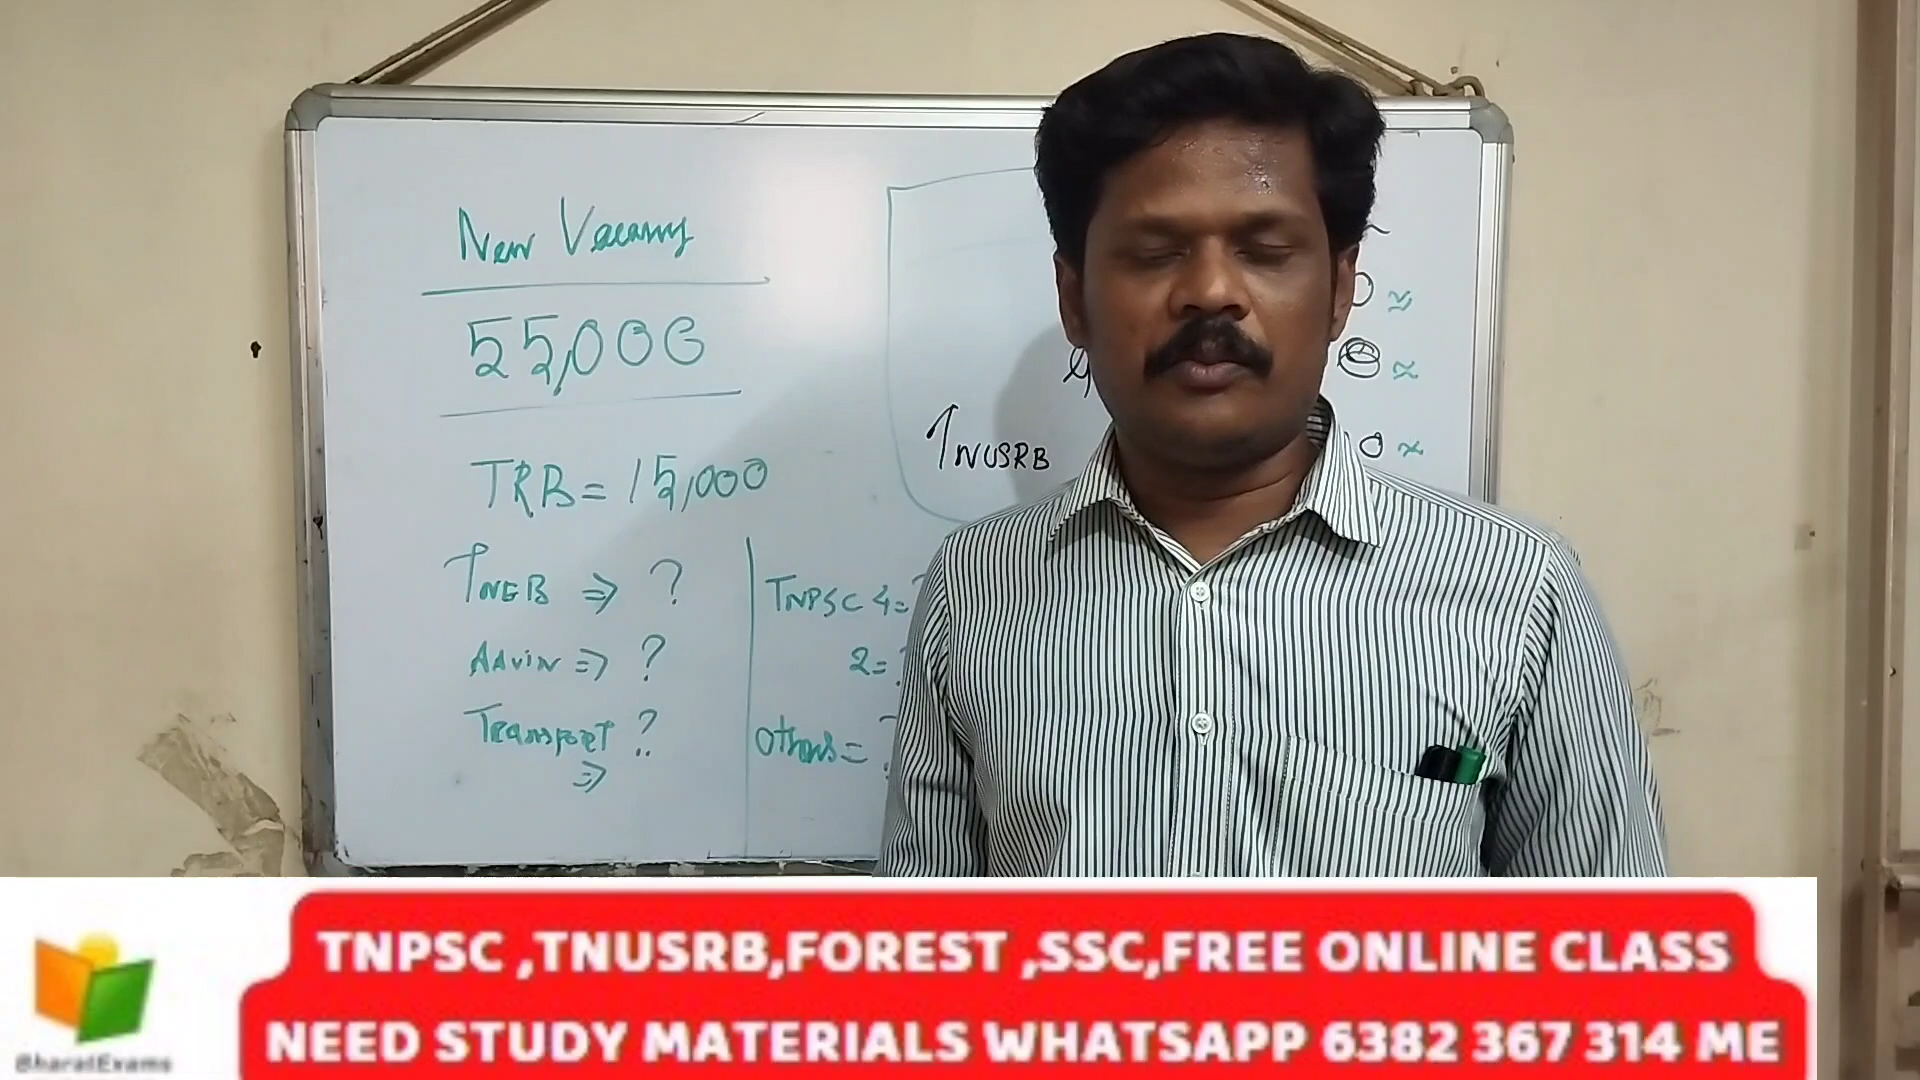 New Vacancy
55,000
TRB = 15,000
TNEB ⇒ ?
AAVIN ⇒ ?
Transport ?
⇒
TNPSC 4 = ?
2 = ?
Others = ?
TNUSRB
TNPSC ,TNUSRB,FOREST ,SSC,FREE ONLINE CLASS
NEED STUDY MATERIALS WHATSAPP 6382 367 314 ME
BharatExams